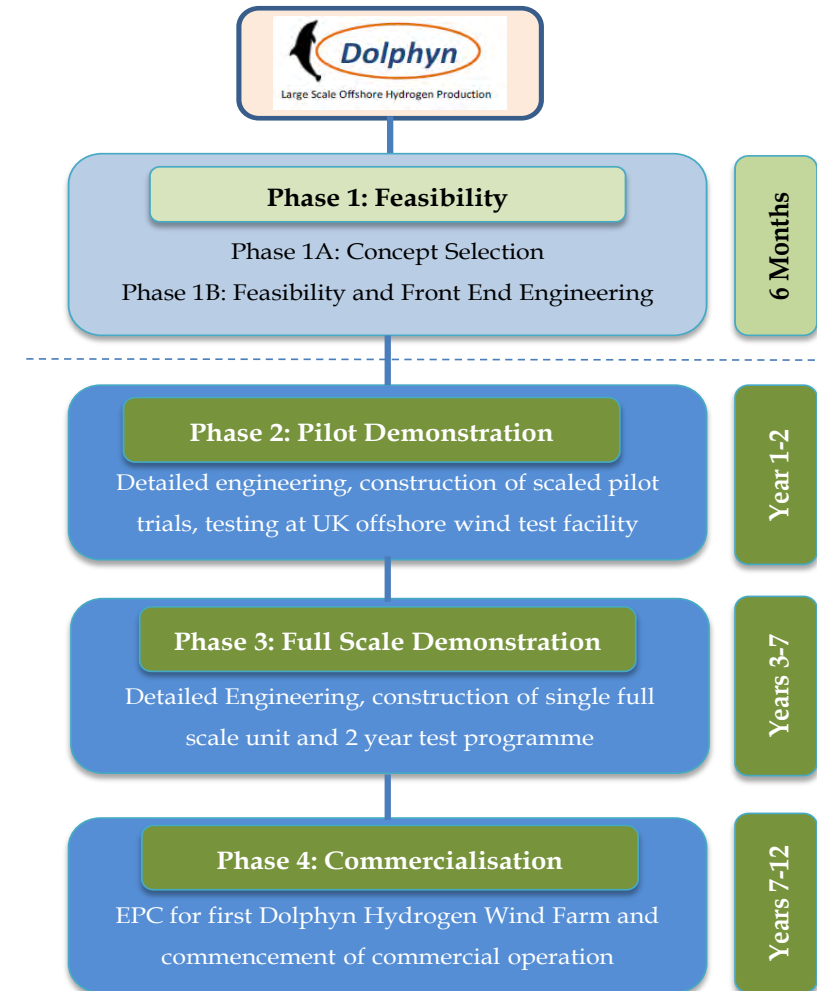 Dolphyn
Large Scale Offshore Hydrogen Production
Phase 1: Feasibility
Phase 1A: Concept Selection
Phase 1B: Feasibility and Front End Engineering
6 Months
Phase 2: Pilot Demonstration
Detailed engineering, construction of scaled pilot
trials, testing at UK offshore wind test facility
Year 1-2
Phase 3: Full Scale Demonstration
Detailed Engineering, construction of single full
scale unit and 2 year test programme
Years 3-7
Phase 4: Commercialisation
EPC for first Dolphyn Hydrogen Wind Farm and
commencement of commercial operation
Years 7-12